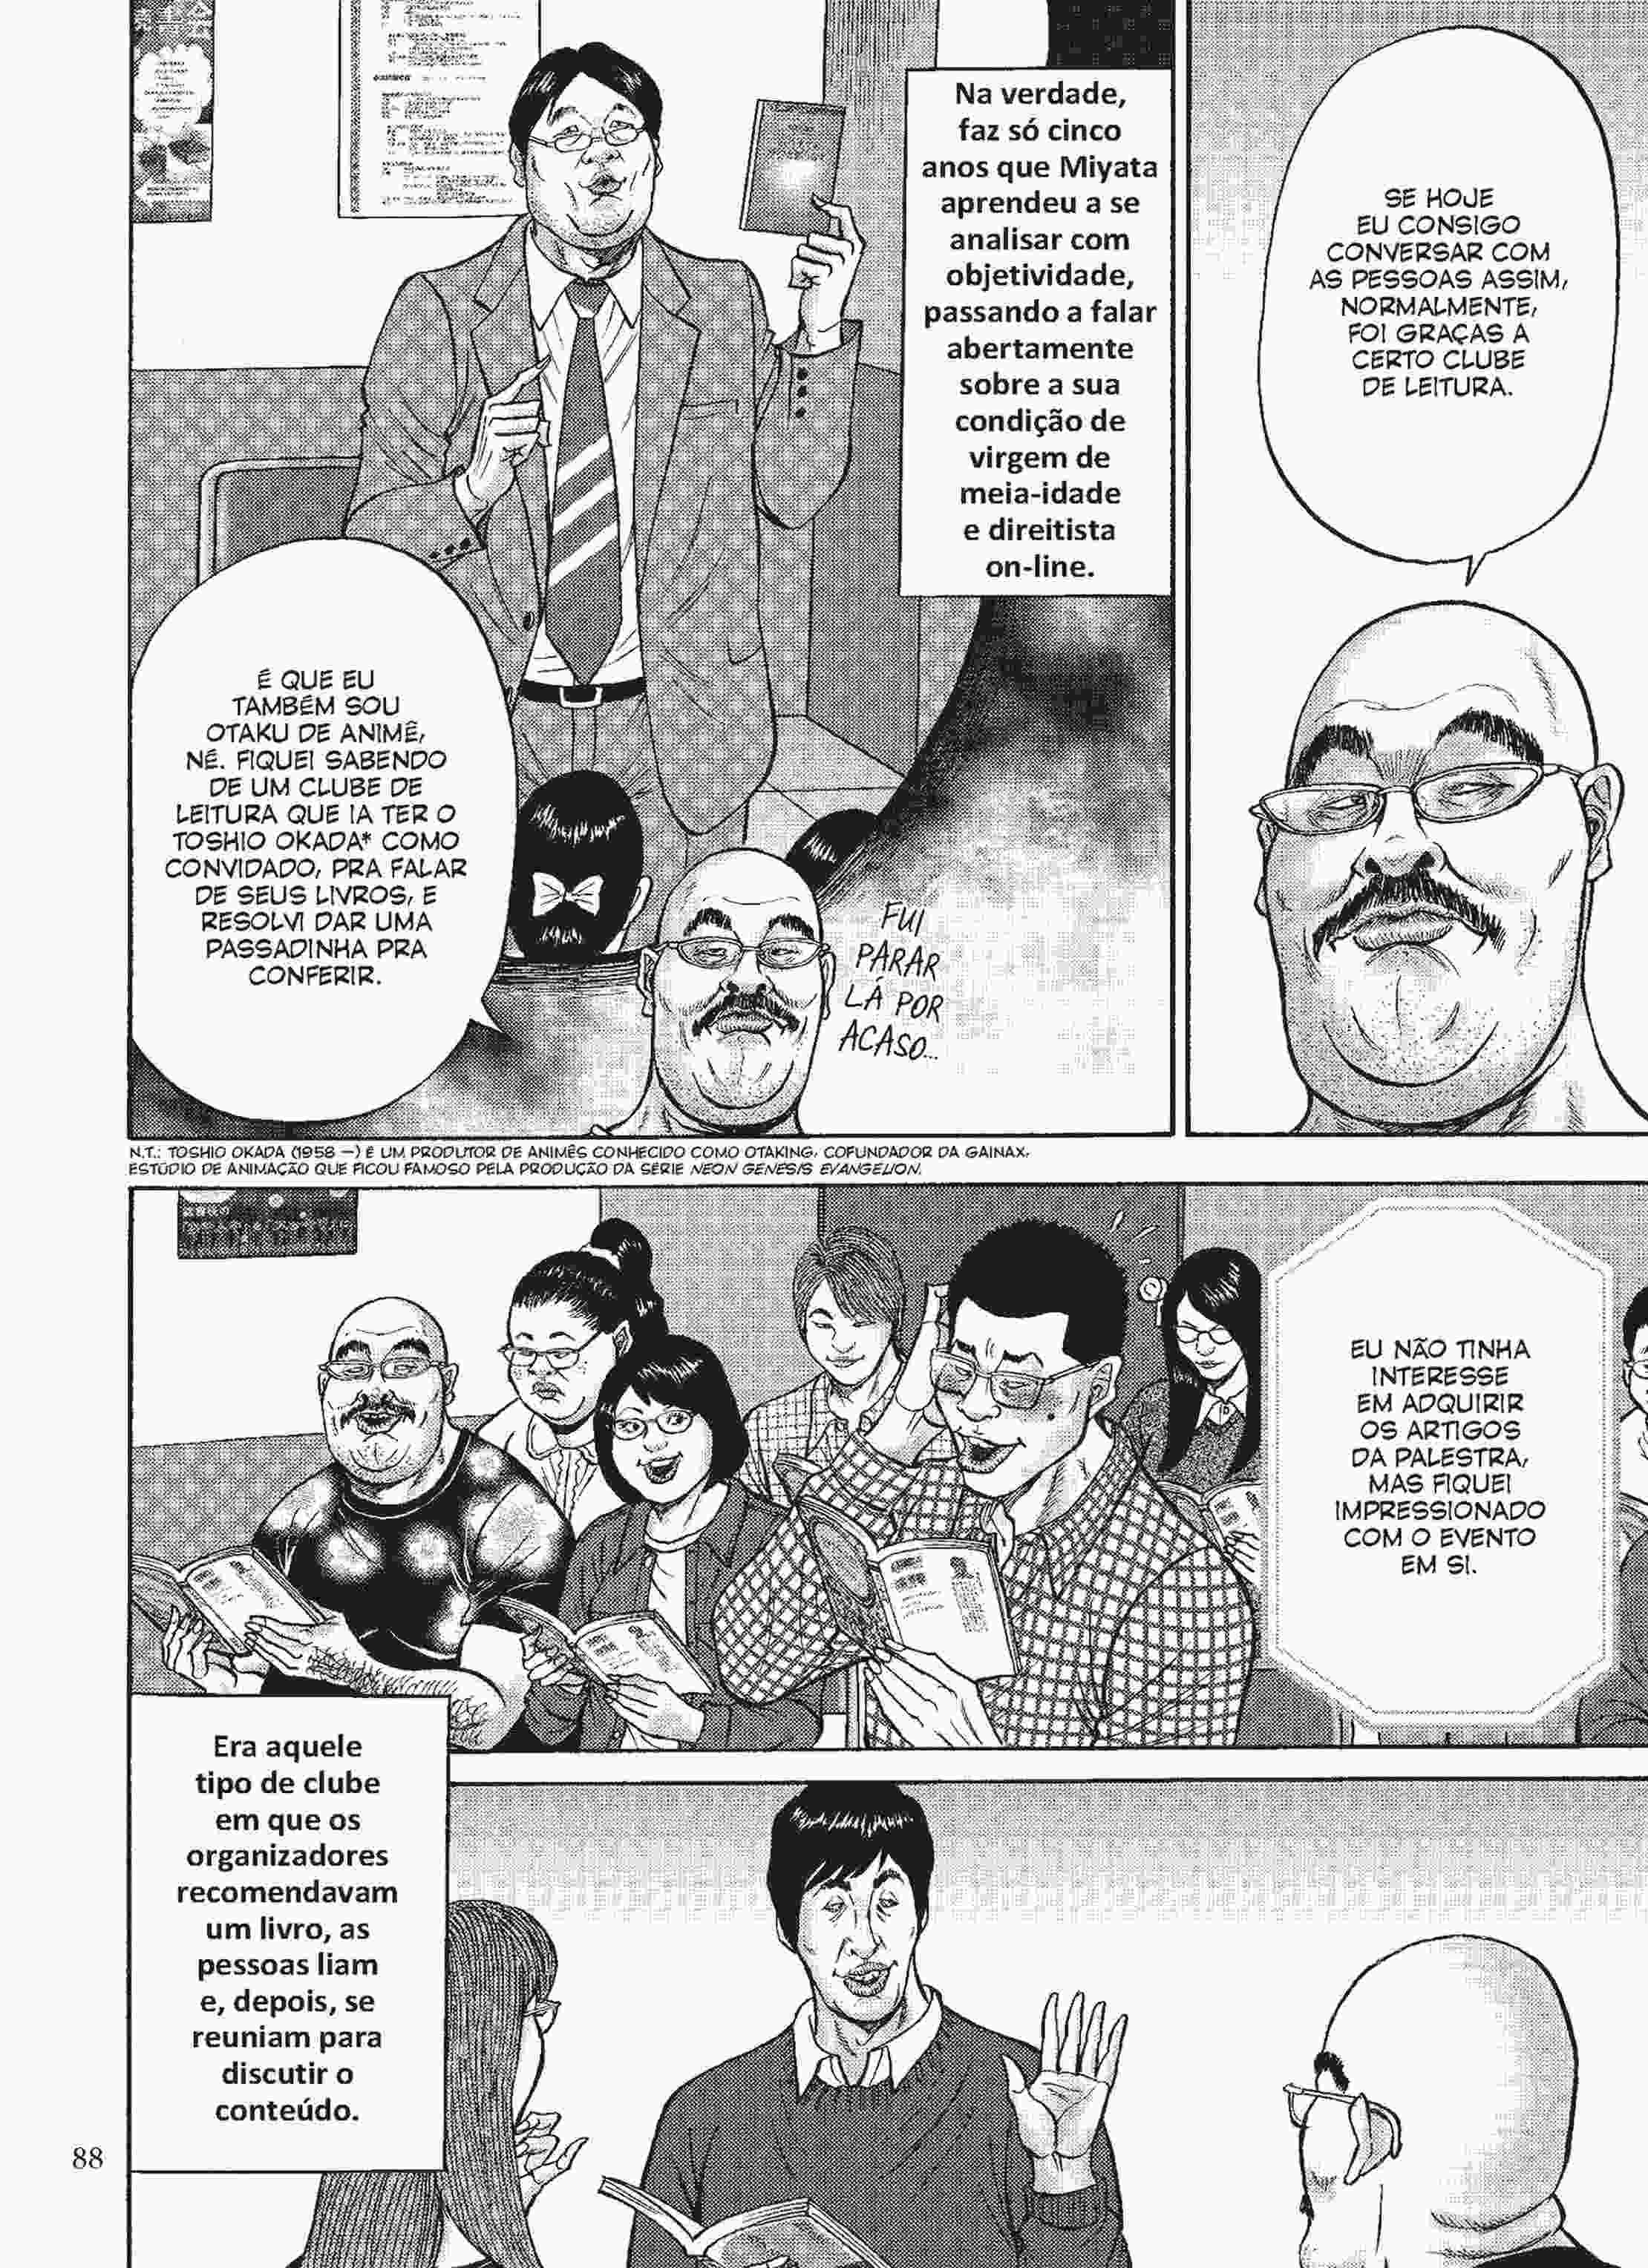 SE HOJE
EU CONSIGO
CONVERSAR COM
AS PESSOAS ASSIM,
NORMALMENTE,
FOI GRAÇAS A
CERTO CLUBE
DE LEITURA.
Na verdade,
faz só cinco
anos que Miyata
aprendeu a se
analisar com
objetividade,
passando a falar
abertamente
sobre a sua
condição de
virgem de
meia-idade
e direitista
on-line.
É QUE EU
TAMBÉM SOU
OTAKU DE ANIMÊ,
NÉ. FIQUEI SABENDO
DE UM CLUBE DE
LEITURA QUE IA TER O
TOSHIO OKADA* COMO
CONVIDADO, PRA FALAR
DE SEUS LIVROS, E
RESOLVI DAR UMA
PASSADINHA PRA
CONFERIR.
FUI
PARAR
LÁ POR
ACASO...
N.T.: TOSHIO OKADA (1958 –) É UM PRODUTOR DE ANIMÊS CONHECIDO COMO OTAKING, COFUNDADOR DA GAINAX,
ESTÚDIO DE ANIMAÇÃO QUE FICOU FAMOSO PELA PRODUÇÃO DA SÉRIE NEON GENESIS EVANGELION.
EU NÃO TINHA
INTERESSE
EM ADQUIRIR
OS ARTIGOS
DA PALESTRA,
MAS FIQUEI
IMPRESSIONADO
COM O EVENTO
EM SI.
Era aquele
tipo de clube
em que os
organizadores
recomendavam
um livro, as
pessoas liam
e, depois, se
reuniam para
discutir o
conteúdo.
88